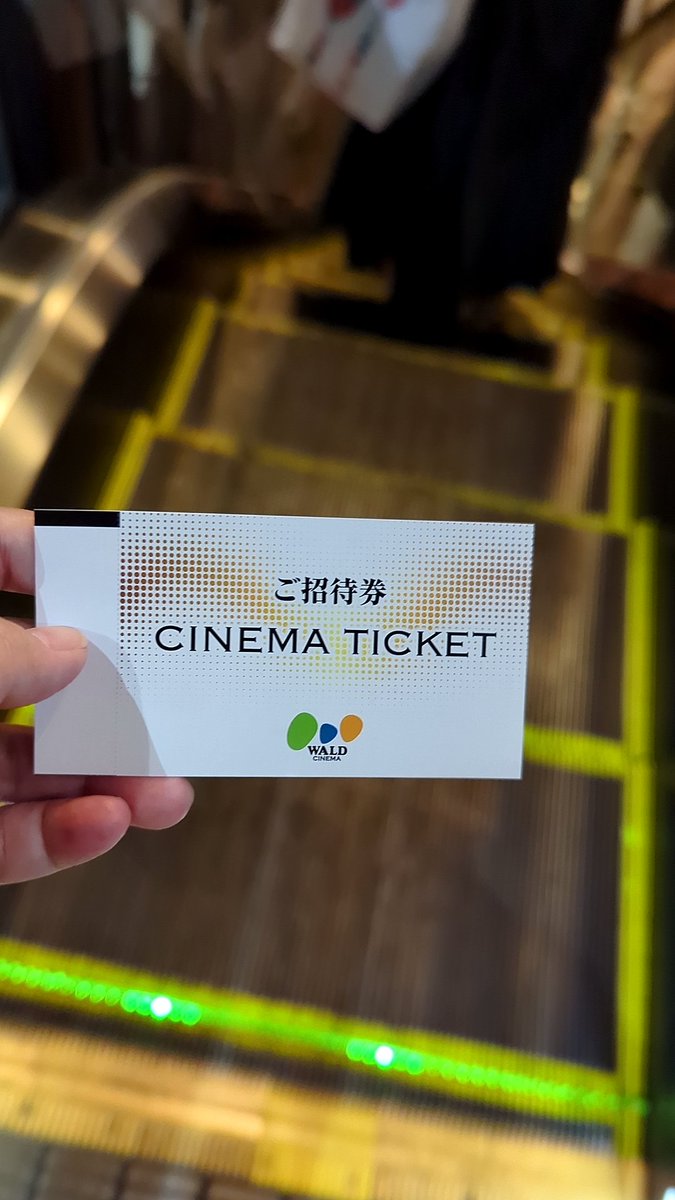 ご招待券
CINEMA TICKET
WALD
CINEMA